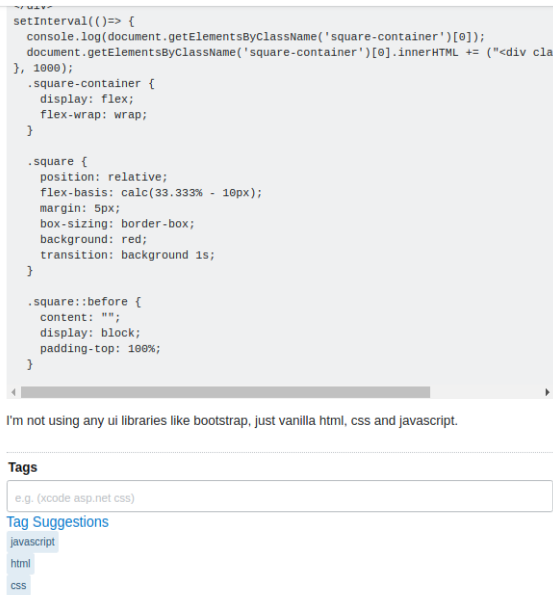 </div>
setInterval(()=> {
console.log(document.getElementsByClassName('square-container')[0]);
document.getElementsByClassName('square-container')[0].innerHTML += ("<div cla
}, 1000);
.square-container {
display: flex;
flex-wrap: wrap;
}
.square {
position: relative;
flex-basis: calc(33.333% - 10px);
margin: 5px;
box-sizing: border-box;
background: red;
transition: background 1s;
}
.square::before {
content: "";
display: block;
padding-top: 100%;
}
I'm not using any ui libraries like bootstrap, just vanilla html, css and javascript.
Tags
e.g. (xcode asp.net css)
Tag Suggestions
javascript
html
css